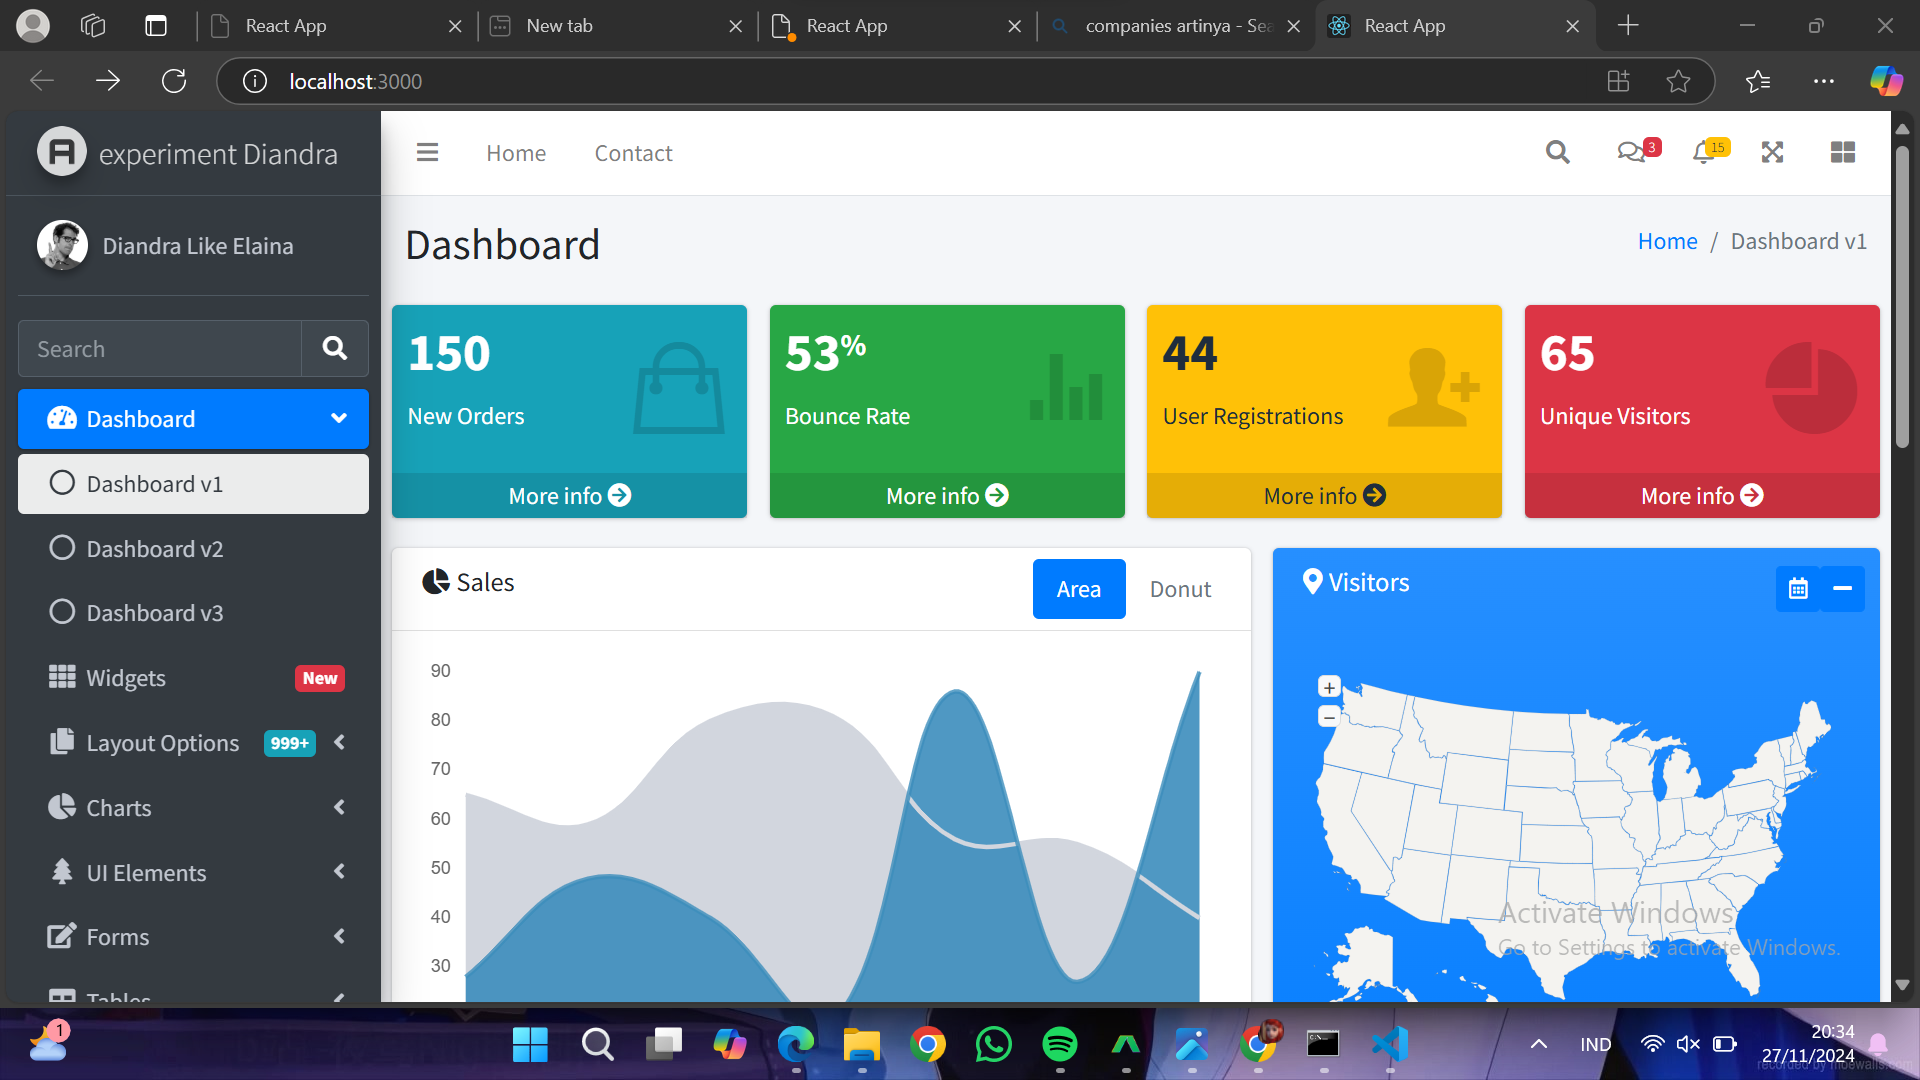 React App
New tab
React App
companies artinya - Sea
React App
localhost:3000
experiment Diandra
Home
Contact
3
15
Diandra Like Elaina
Dashboard
Home / Dashboard v1
Search
Dashboard
Dashboard v1
Dashboard v2
Dashboard v3
Widgets
New
Layout Options
999+
Charts
UI Elements
Forms
Tables
150
New Orders
More info
53%
Bounce Rate
More info
44
User Registrations
More info
65
Unique Visitors
More info
Sales
Area
Donut
90
80
70
60
50
40
30
Visitors
+
−
Activate Windows
Go to Settings to activate Windows.
1
IND
20:34
27/11/2024
recorded by moewalls.com